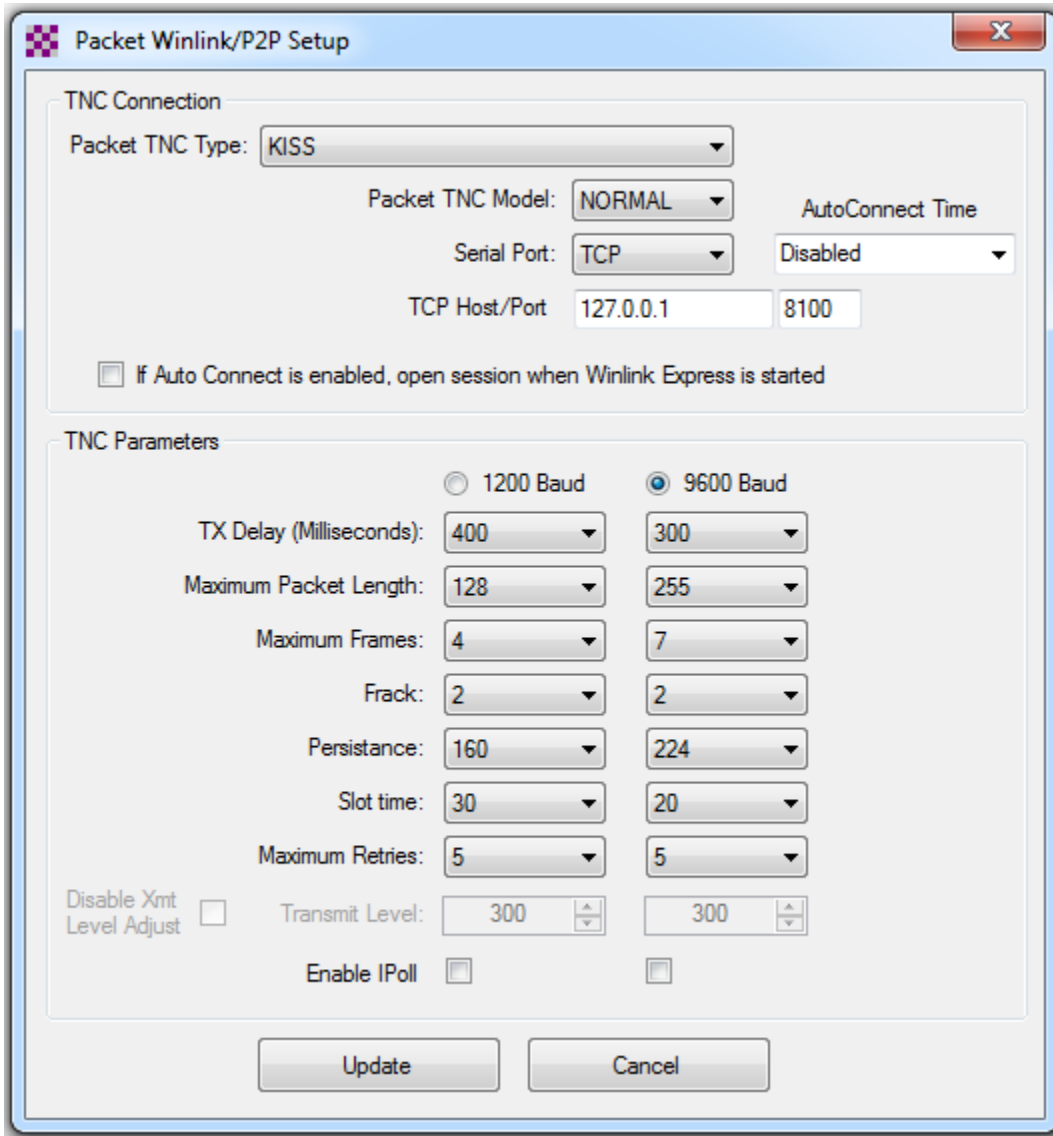 Packet Winlink/P2P Setup
TNC Connection
Packet TNC Type: KISS
Packet TNC Model: NORMAL
AutoConnect Time
Serial Port: TCP Disabled
TCP Host/Port 127.0.0.1 8100
If Auto Connect is enabled, open session when Winlink Express is started
TNC Parameters
1200 Baud 9600 Baud
TX Delay (Milliseconds): 400 300
Maximum Packet Length: 128 255
Maximum Frames: 4 7
Frack: 2 2
Persistance: 160 224
Slot time: 30 20
Maximum Retries: 5 5
Disable Xmt
Level Adjust
Transmit Level: 300 300
Enable IPoll
Update Cancel